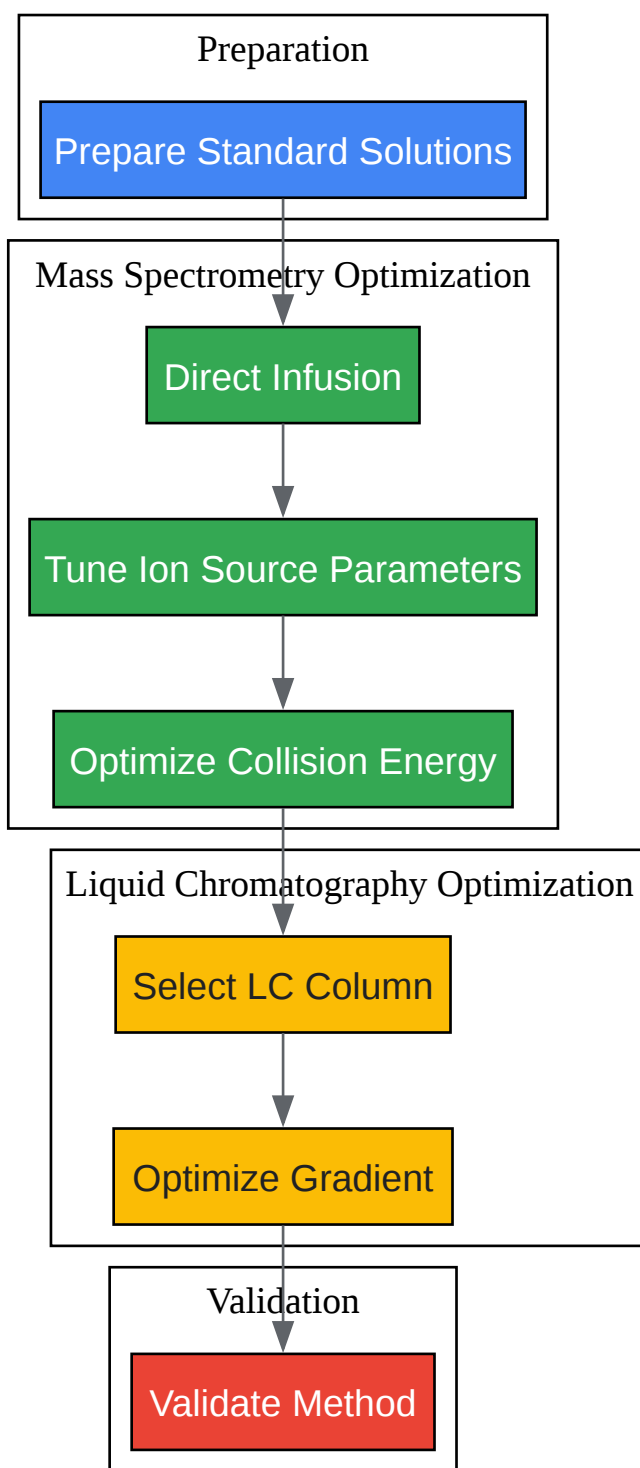 Preparation
Prepare Standard Solutions
Mass Spectrometry Optimization
Direct Infusion
Tune Ion Source Parameters
Optimize Collision Energy
Liquid Chromatography Optimization
Select LC Column
Optimize Gradient
Validation
Validate Method